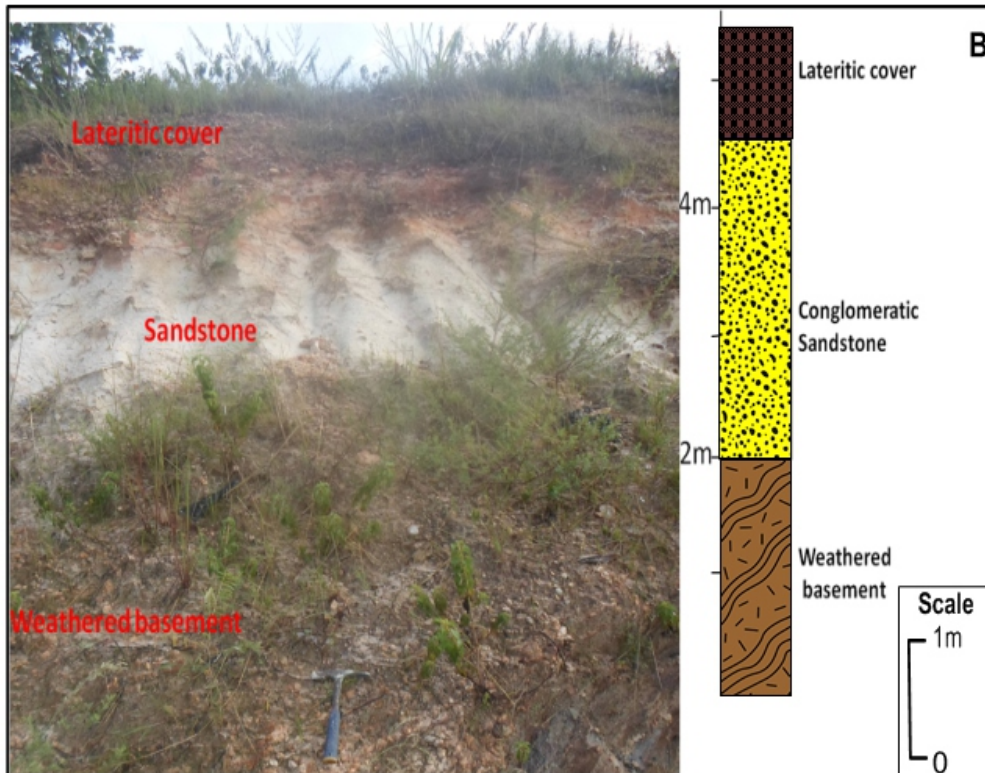 B
Lateritic cover
Lateritic cover
4m
Sandstone
Conglomeratic
Sandstone
2m
Weathered
basement
Weathered basement
Scale
1m
0